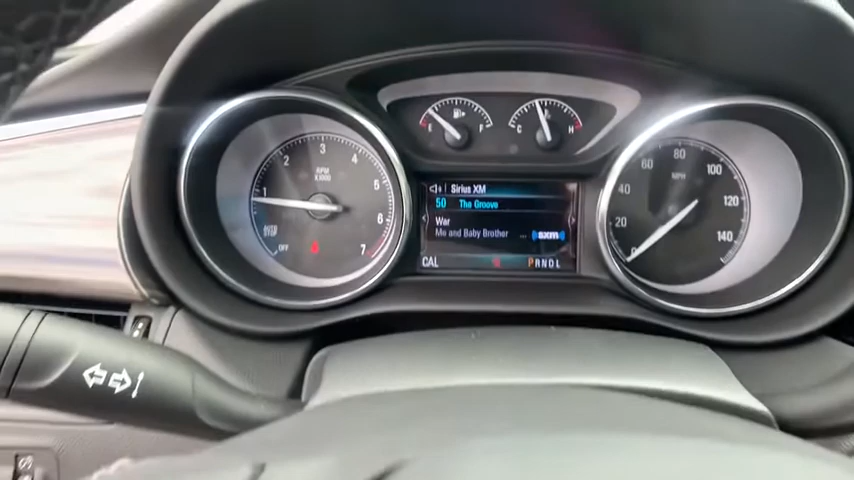 E F
C H
1 2 3 4 5 6 7
RPM
X1000
AUTO
STOP
OFF
Sirius XM
50 The Groove
War
Me and Baby Brother ...
sxm
CAL PRNDL
0 20 40 60 80 100 120 140
MPH